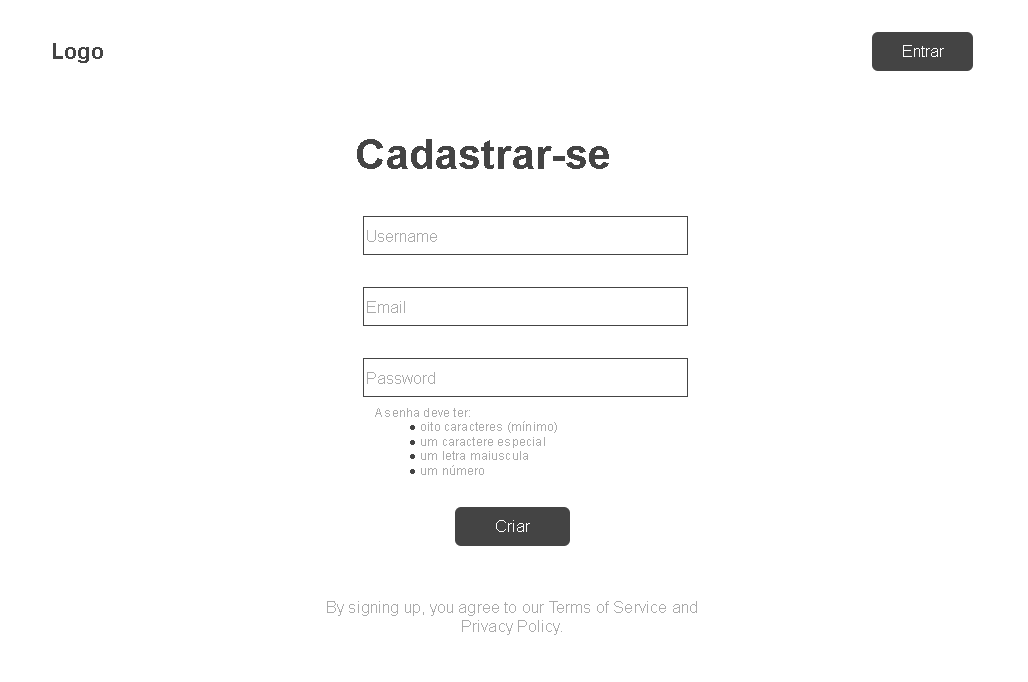 Logo
Entrar
Cadastrar-se
Username
Email
Password
A senha deve ter:
oito caracteres (mínimo)
um caractere especial
um letra maiuscula
um número
Criar
By signing up, you agree to our Terms of Service and
Privacy Policy.